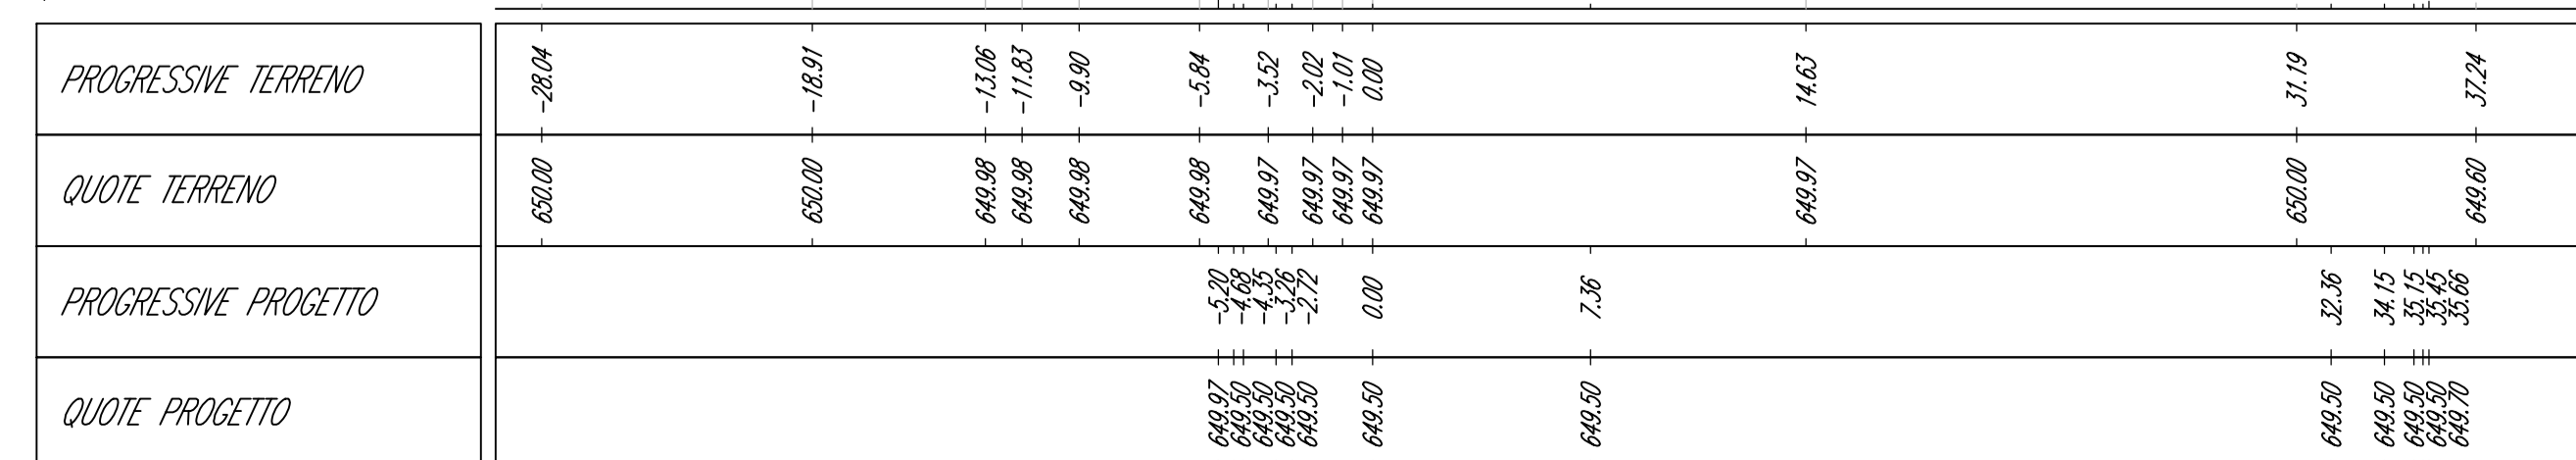 PROGRESSIVE TERRENO -28.04 -18.91 -13.06 -11.83 -9.90 -5.84 -3.52 -2.02 -1.01 0.00 14.63 31.19 37.24
QUOTE TERRENO 650.00 650.00 649.98 649.98 649.98 649.98 649.97 649.97 649.97 649.97 649.97 650.00 649.60
PROGRESSIVE PROGETTO -5.20 -4.68 -4.35 -3.26 -2.72 0.00 7.36 32.36 34.15 35.15 35.45 35.66
QUOTE PROGETTO 649.97 649.50 649.50 649.50 649.50 649.50 649.50 649.50 649.50 649.50 649.50 649.70